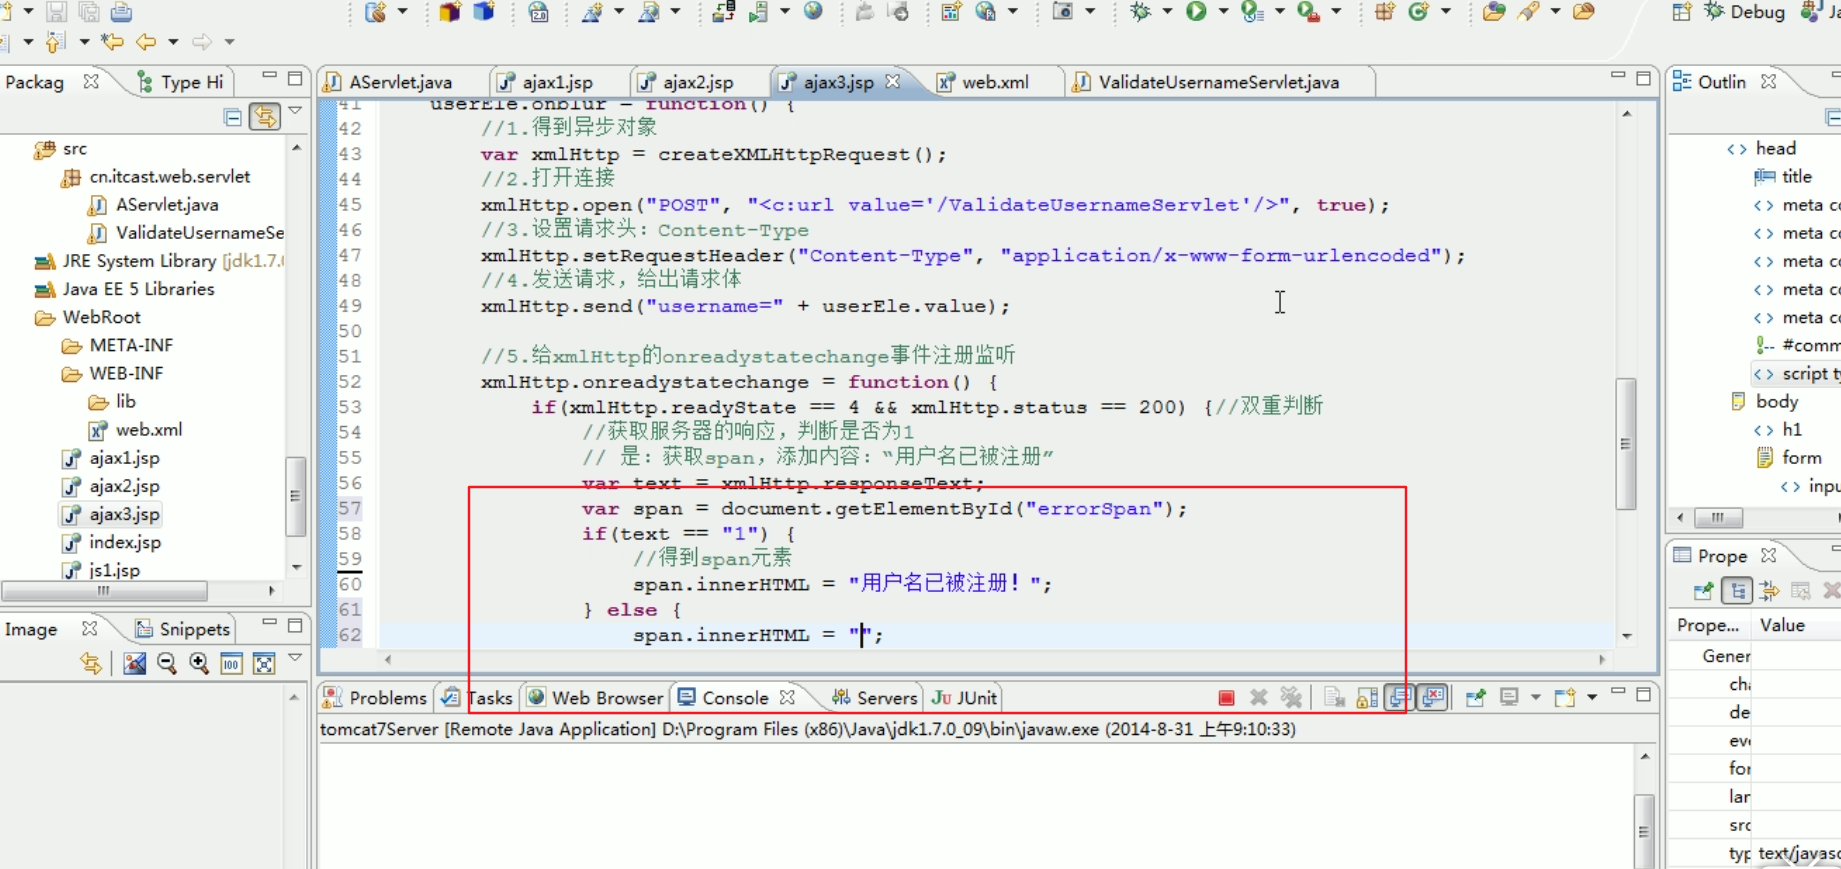 Debug
Packag
Type Hi
AServlet.java
ajax1.jsp
ajax2.jsp
ajax3.jsp
web.xml
ValidateUsernameServlet.java
Outlin
src
cn.itcast.web.servlet
AServlet.java
ValidateUsernameSe
JRE System Library [jdk1.7.0
Java EE 5 Libraries
WebRoot
META-INF
WEB-INF
lib
web.xml
ajax1.jsp
ajax2.jsp
ajax3.jsp
index.jsp
js1.jsp
41 userEle.onblur = function() {
42 //1.得到异步对象
43 var xmlHttp = createXMLHttpRequest();
44 //2.打开连接
45 xmlHttp.open("POST", "<c:url value='/ValidateUsernameServlet'/>", true);
46 //3.设置请求头：Content-Type
47 xmlHttp.setRequestHeader("Content-Type", "application/x-www-form-urlencoded");
48 //4.发送请求，给出请求体
49 xmlHttp.send("username=" + userEle.value);
50
51 //5.给xmlHttp的onreadystatechange事件注册监听
52 xmlHttp.onreadystatechange = function() {
53 if(xmlHttp.readyState == 4 && xmlHttp.status == 200) {//双重判断
54 //获取服务器的响应，判断是否为1
55 // 是：获取span，添加内容：“用户名已被注册”
56 var text = xmlHttp.responseText;
57 var span = document.getElementById("errorSpan");
58 if(text == "1") {
59 //得到span元素
60 span.innerHTML = "用户名已被注册！";
61 } else {
62 span.innerHTML = "";
head
title
meta co
meta co
meta co
meta co
meta co
#comm
script ty
body
h1
form
inpu
Prope
Prope... Value
Gener
cha
de
eve
for
lan
src
typ text/javasc
Image
Snippets
Problems
Tasks
Web Browser
Console
Servers
JUnit
tomcat7Server [Remote Java Application] D:\Program Files (x86)\Java\jdk1.7.0_09\bin\javaw.exe (2014-8-31 上午9:10:33)